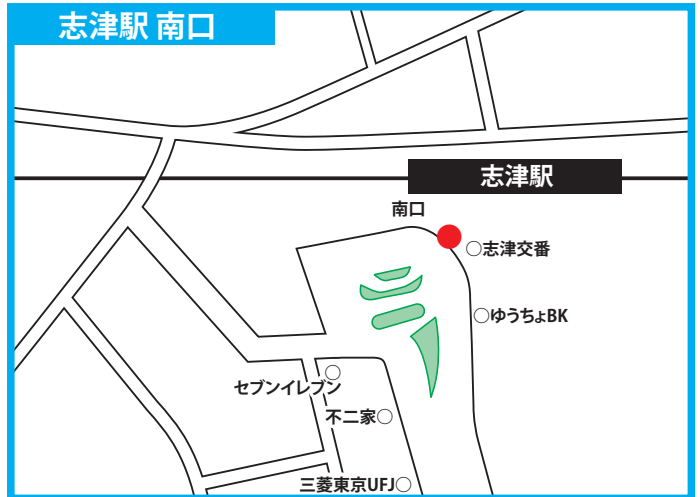 志津駅 南口
志津駅
南口
○志津交番
○ゆうちょBK
セブンイレブン
不二家○
三菱東京UFJ○